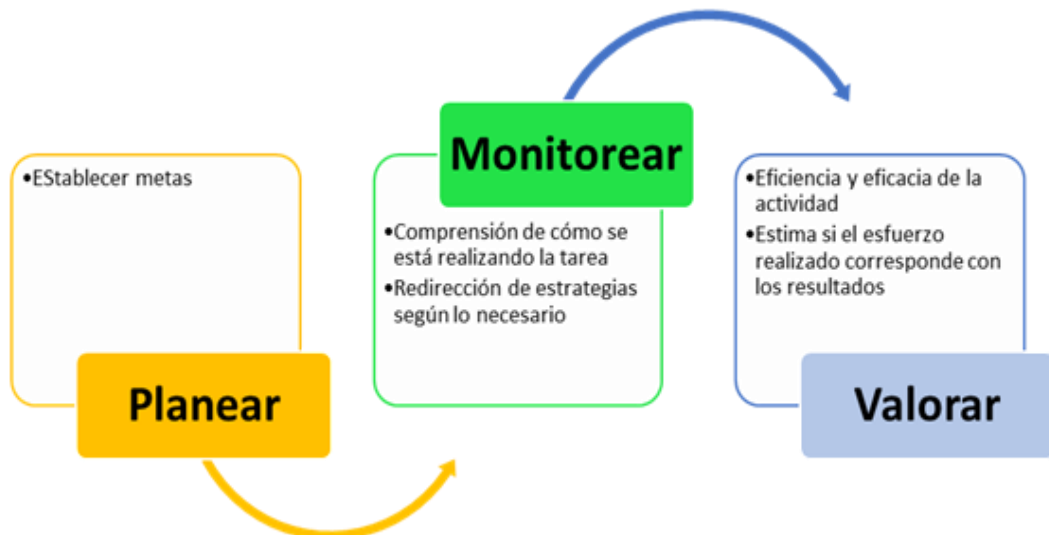 •EStablecer metas
Planear
Monitorear
•Comprensión de cómo se
está realizando la tarea
•Redirección de estrategias
según lo necesario
•Eficiencia y eficacia de la
actividad
•Estima si el esfuerzo
realizado corresponde con
los resultados
Valorar